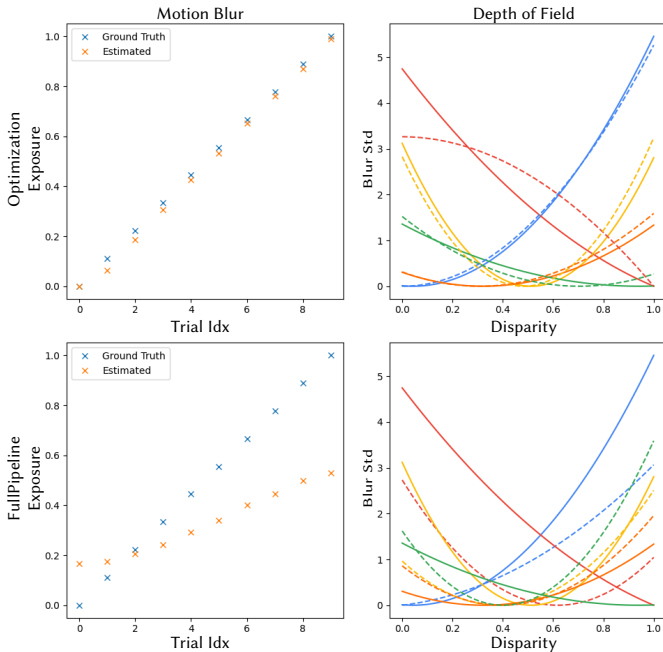 Motion Blur
Depth of Field
Optimization
Exposure
1.0
0.8
0.6
0.4
0.2
0.0
Ground Truth
Estimated
0 2 4 6 8
Trial Idx
Blur Std
5
4
3
2
1
0
0.0 0.2 0.4 0.6 0.8 1.0
Disparity
FullPipeline
Exposure
1.0
0.8
0.6
0.4
0.2
0.0
Ground Truth
Estimated
0 2 4 6 8
Trial Idx
Blur Std
5
4
3
2
1
0
0.0 0.2 0.4 0.6 0.8 1.0
Disparity